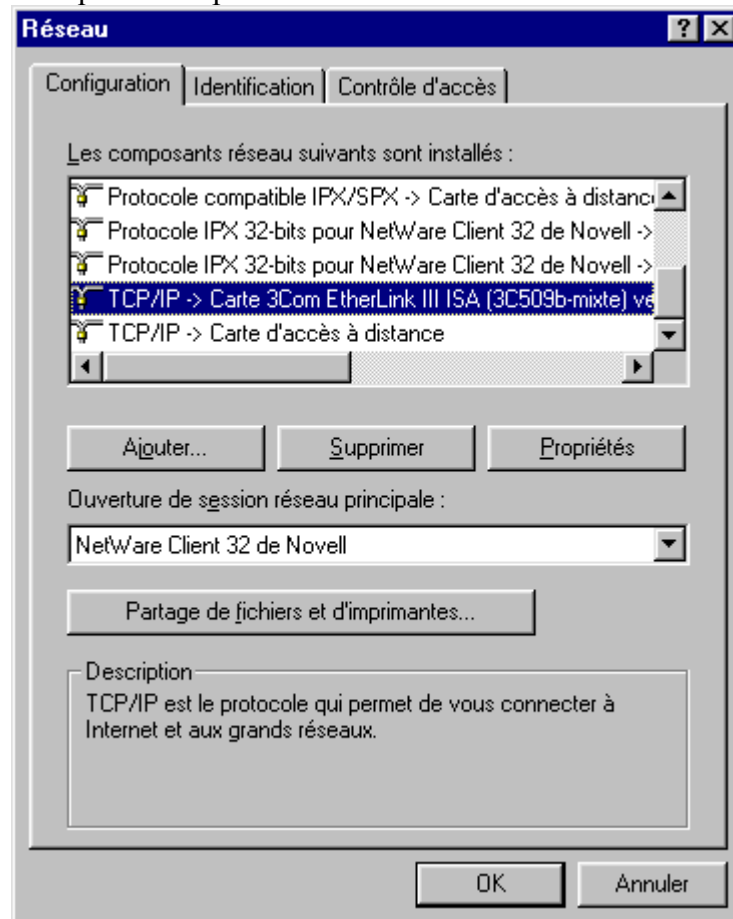 Réseau
Configuration Identification Contrôle d'accès
Les composants réseau suivants sont installés :
Protocole compatible IPX/SPX -> Carte d'accès à distanc
Protocole IPX 32-bits pour NetWare Client 32 de Novell ->
Protocole IPX 32-bits pour NetWare Client 32 de Novell ->
TCP/IP -> Carte 3Com EtherLink III ISA (3C509b-mixte) ve
TCP/IP -> Carte d'accès à distance
Ajouter... Supprimer Propriétés
Ouverture de session réseau principale :
NetWare Client 32 de Novell
Partage de fichiers et d'imprimantes...
Description
TCP/IP est le protocole qui permet de vous connecter à
Internet et aux grands réseaux.
OK Annuler